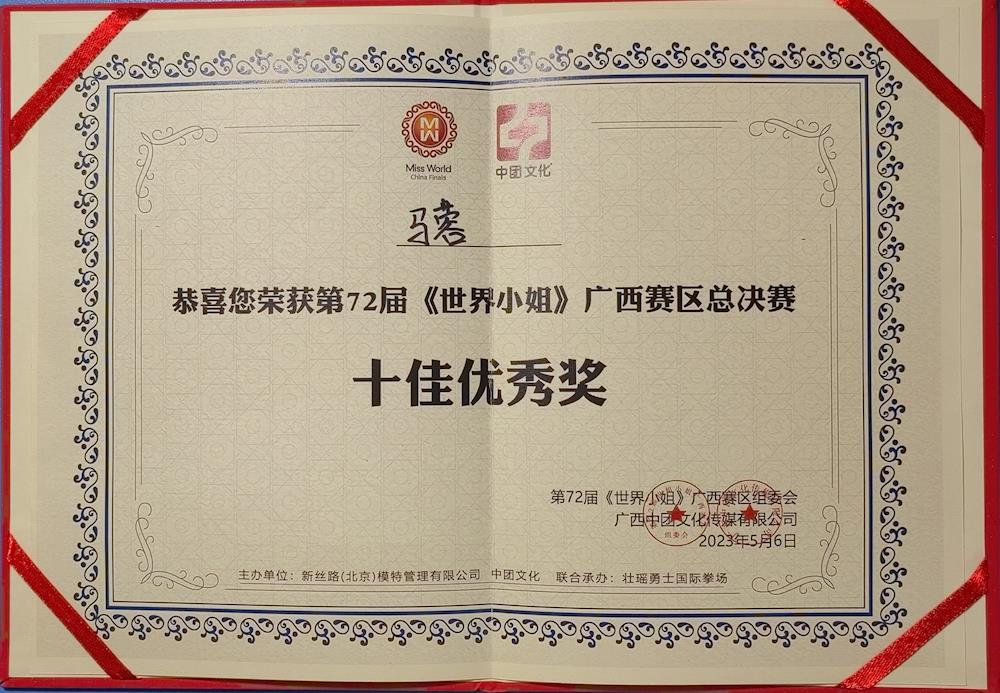 Miss World
China Finals
中团文化
马蓉
恭喜您荣获第72届《世界小姐》广西赛区总决赛
十佳优秀奖
第72届《世界小姐》广西赛区组委会
广西中团文化传媒有限公司
2023年5月6日
组委会
主办单位：新丝路(北京)模特管理有限公司 中团文化 联合承办：壮瑶勇士国际拳场